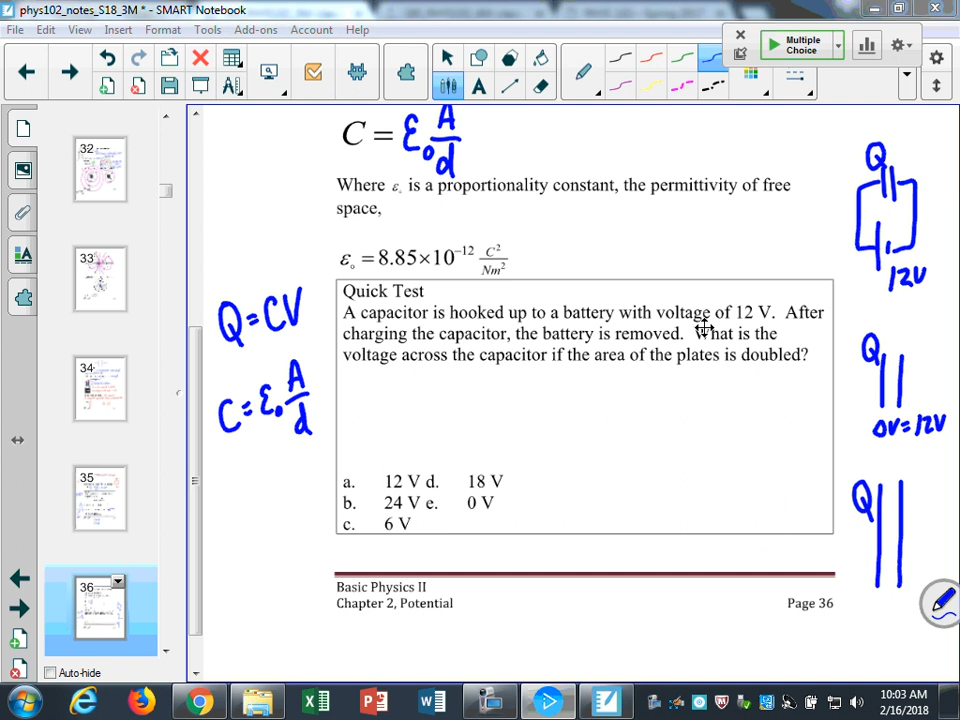 phys102_notes_S18_3M * - SMART Notebook
File Edit View Insert Format Tools Add-ons Account Help
Multiple Choice
32
33
34
35
36
Auto-hide
C = ε₀ A/d
Where ε₀ is a proportionality constant, the permittivity of free
space,
ε₀ = 8.85×10⁻¹² C²/Nm²
Quick Test
A capacitor is hooked up to a battery with voltage of 12 V. After
charging the capacitor, the battery is removed. What is the
voltage across the capacitor if the area of the plates is doubled?
a. 12 V d. 18 V
b. 24 V e. 0 V
c. 6 V
Q=CV
C=ε₀ A/d
Q
12V
Q
ΔV=12V
Q
Basic Physics II
Chapter 2, Potential Page 36
10:03 AM
2/16/2018